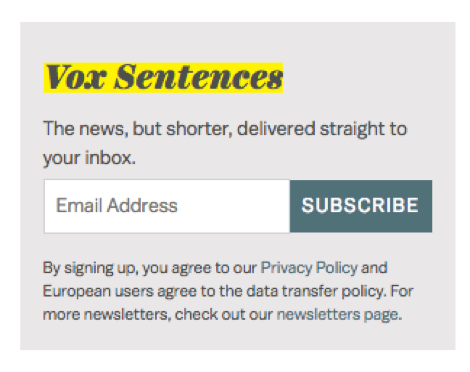 Vox Sentences
The news, but shorter, delivered straight to
your inbox.
Email Address
SUBSCRIBE
By signing up, you agree to our Privacy Policy and
European users agree to the data transfer policy. For
more newsletters, check out our newsletters page.